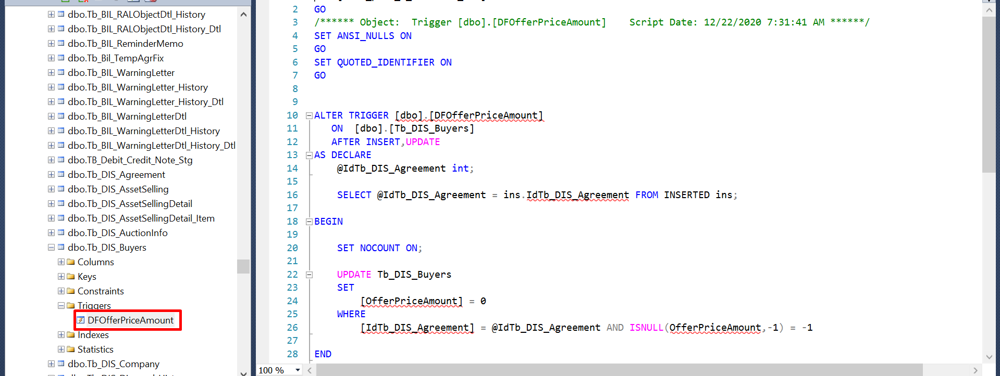 dbo.Tb_BIL_RALObjectDtl_History
dbo.Tb_BIL_RALObjectDtl_History_Dtl
dbo.Tb_BIL_ReminderMemo
dbo.Tb_Bil_TempAgrFix
dbo.Tb_BIL_WarningLetter
dbo.Tb_BIL_WarningLetter_History
dbo.Tb_BIL_WarningLetter_History_Dtl
dbo.Tb_BIL_WarningLetterDtl
dbo.Tb_BIL_WarningLetterDtl_History
dbo.Tb_BIL_WarningLetterDtl_History_Dtl
dbo.TB_Debit_Credit_Note_Stg
dbo.Tb_DIS_Agreement
dbo.Tb_DIS_AssetSelling
dbo.Tb_DIS_AssetSellingDetail
dbo.Tb_DIS_AssetSellingDetail_Item
dbo.Tb_DIS_AuctionInfo
dbo.Tb_DIS_Buyers
Columns
Keys
Constraints
Triggers
DFOfferPriceAmount
Indexes
Statistics
dbo.Tb_DIS_Company
2 GO
3 /****** Object:  Trigger [dbo].[DFOfferPriceAmount]    Script Date: 12/22/2020 7:31:41 AM ******/
4 SET ANSI_NULLS ON
5 GO
6 SET QUOTED_IDENTIFIER ON
7 GO
8
9
10 ALTER TRIGGER [dbo].[DFOfferPriceAmount]
11 ON  [dbo].[Tb_DIS_Buyers]
12 AFTER INSERT,UPDATE
13 AS DECLARE
14 @IdTb_DIS_Agreement int;
15
16 SELECT @IdTb_DIS_Agreement = ins.IdTb_DIS_Agreement FROM INSERTED ins;
17
18 BEGIN
19
20 SET NOCOUNT ON;
21
22 UPDATE Tb_DIS_Buyers
23 SET
24 [OfferPriceAmount] = 0
25 WHERE
26 [IdTb_DIS_Agreement] = @IdTb_DIS_Agreement AND ISNULL(OfferPriceAmount,-1) = -1
27
28 END
100 %